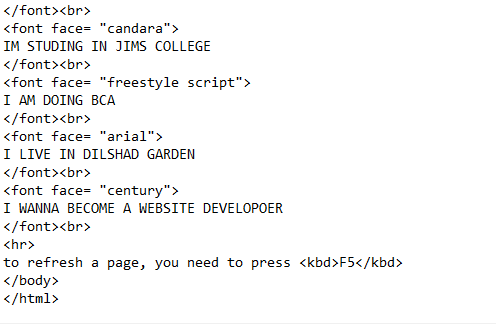 </font><br>
<font face= "candara">
IM STUDING IN JIMS COLLEGE
</font><br>
<font face= "freestyle script">
I AM DOING BCA
</font><br>
<font face= "arial">
I LIVE IN DILSHAD GARDEN
</font><br>
<font face= "century">
I WANNA BECOME A WEBSITE DEVELOPOER
</font><br>
<hr>
to refresh a page, you need to press <kbd>F5</kbd>
</body>
</html>